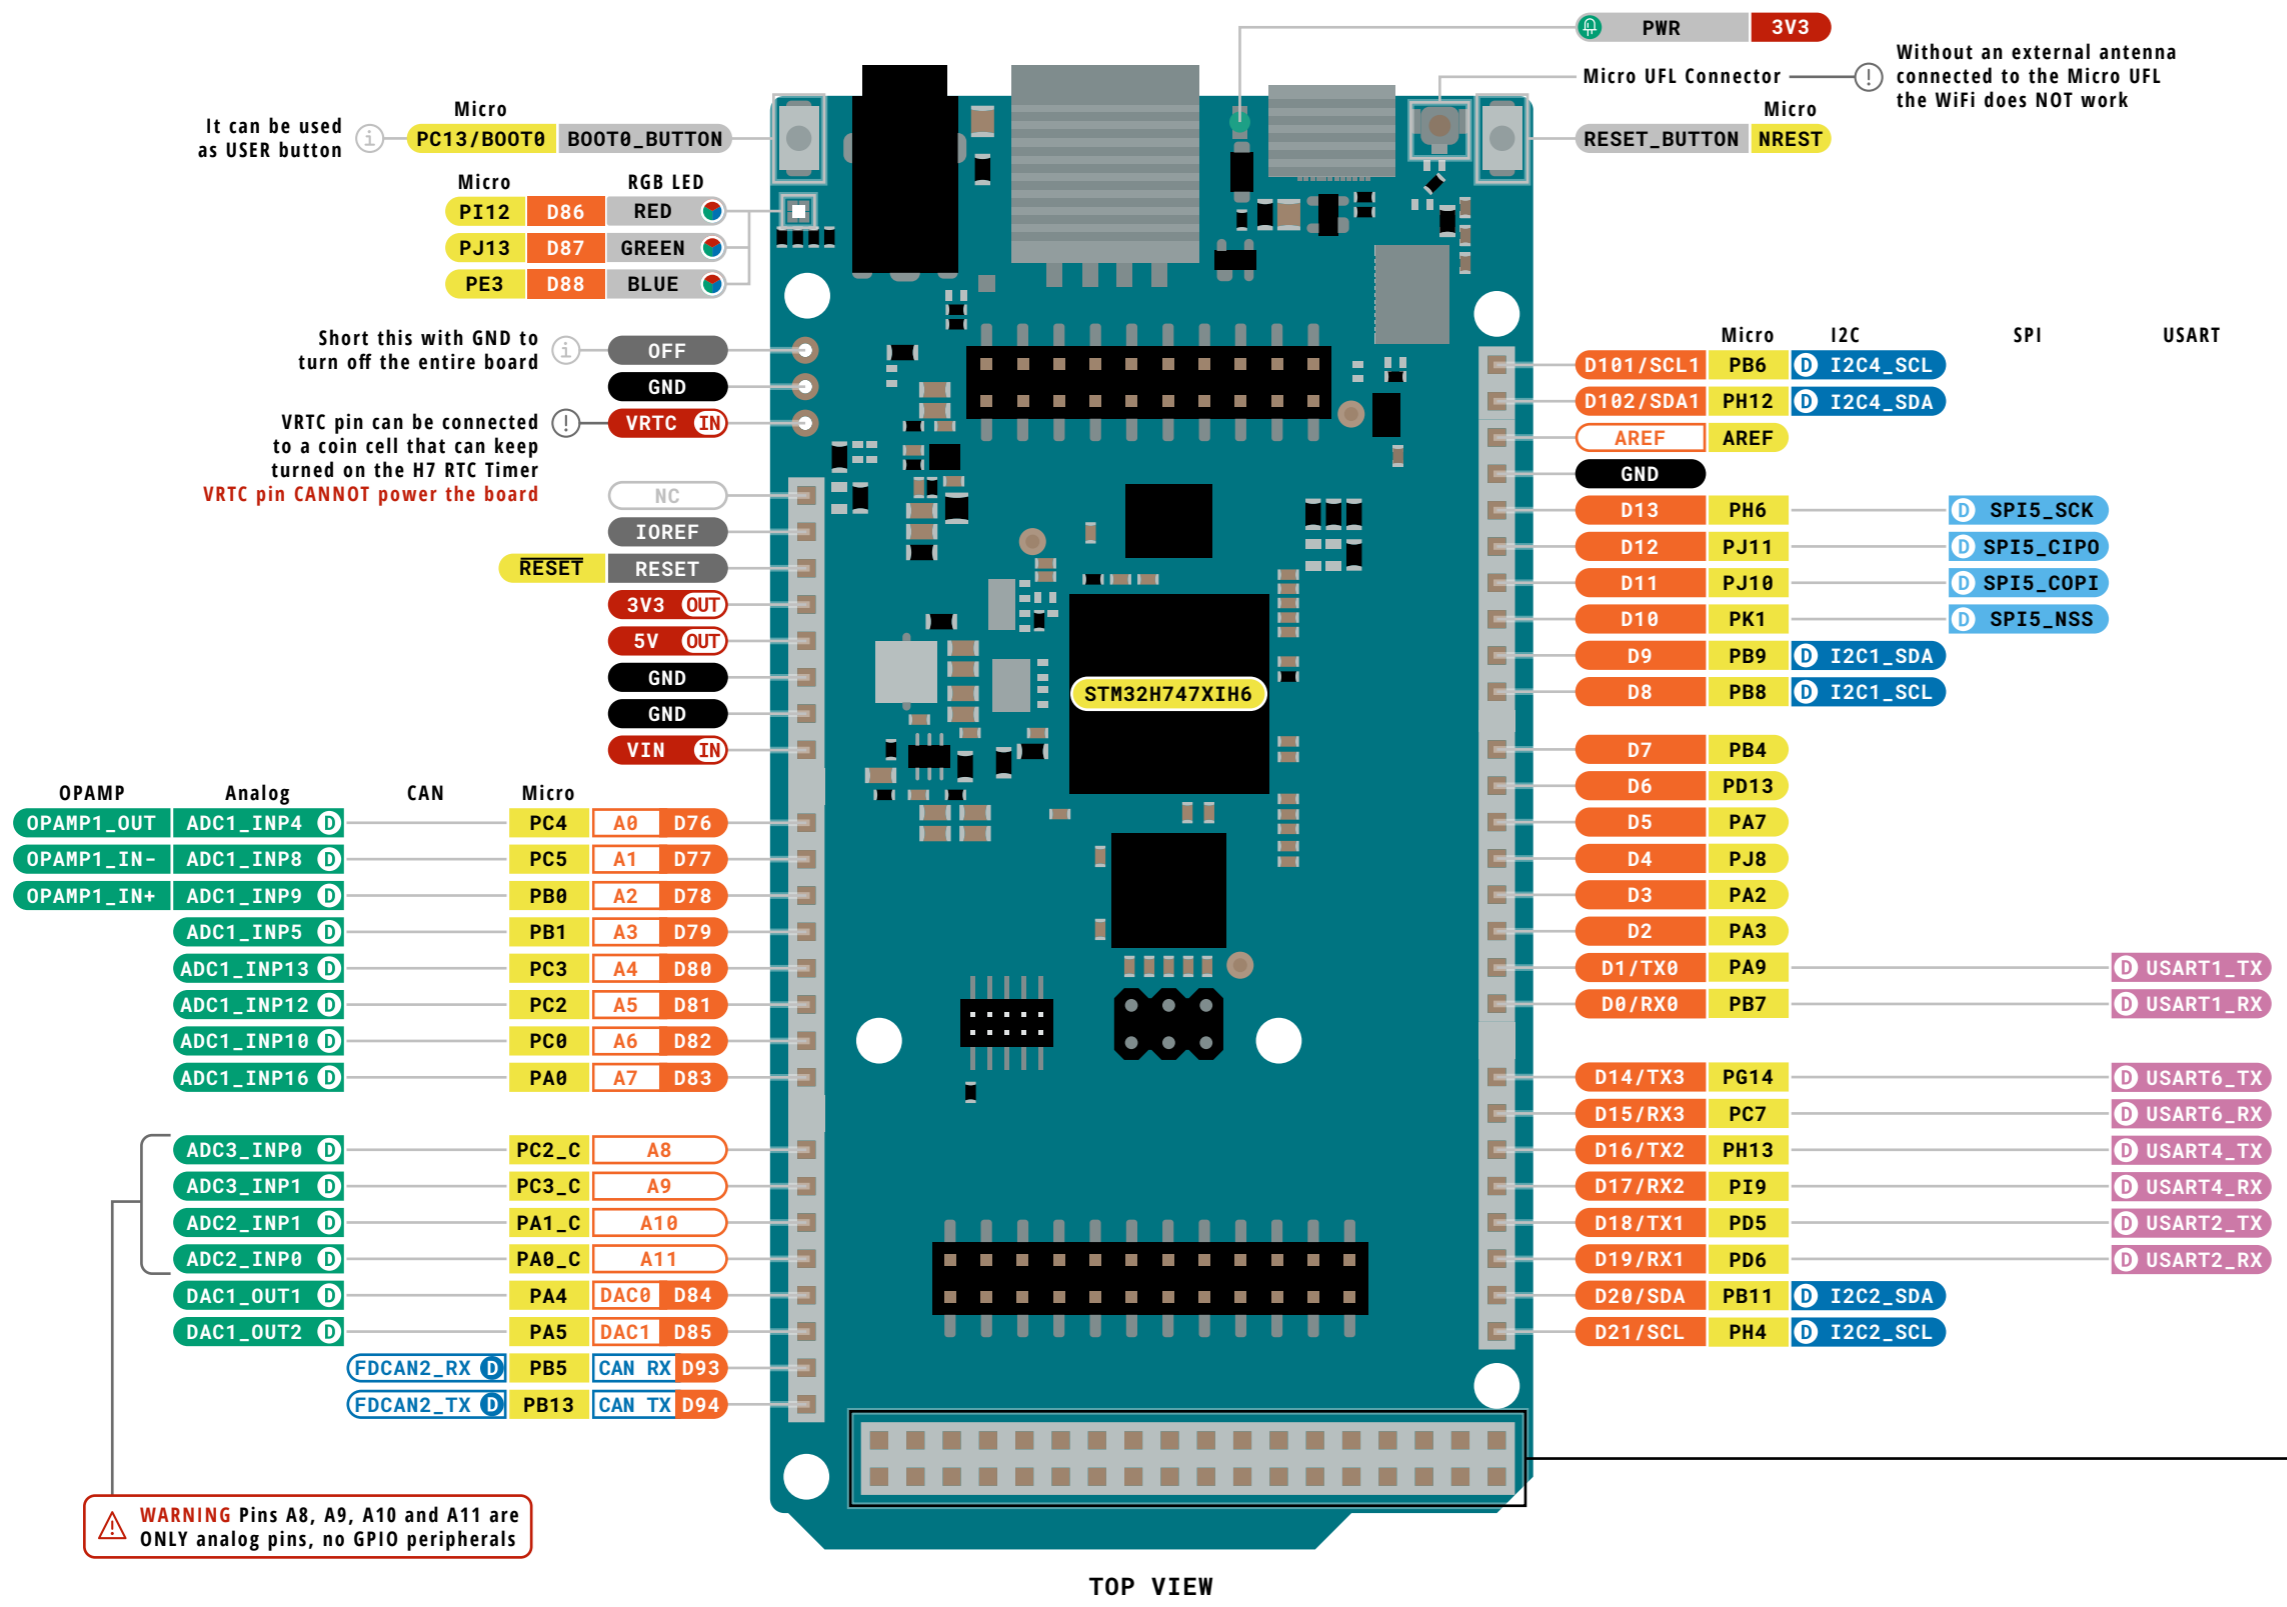 PWR 3V3
Without an external antenna
Micro UFL Connector connected to the Micro UFL
the WiFi does NOT work
Micro
RESET_BUTTON NREST
Micro
It can be used
as USER button
PC13/BOOT0 BOOT0_BUTTON
Micro RGB LED
PI12 D86 RED
PJ13 D87 GREEN
PE3 D88 BLUE
Short this with GND to
turn off the entire board
OFF
GND
VRTC pin can be connected
to a coin cell that can keep
turned on the H7 RTC Timer
VRTC pin CANNOT power the board
VRTC IN
NC
IOREF
RESET RESET
3V3 OUT
5V OUT
GND
GND
VIN IN
OPAMP Analog CAN Micro
OPAMP1_OUT ADC1_INP4 D PC4 A0 D76
OPAMP1_IN- ADC1_INP8 D PC5 A1 D77
OPAMP1_IN+ ADC1_INP9 D PB0 A2 D78
ADC1_INP5 D PB1 A3 D79
ADC1_INP13 D PC3 A4 D80
ADC1_INP12 D PC2 A5 D81
ADC1_INP10 D PC0 A6 D82
ADC1_INP16 D PA0 A7 D83
ADC3_INP0 D PC2_C A8
ADC3_INP1 D PC3_C A9
ADC2_INP1 D PA1_C A10
ADC2_INP0 D PA0_C A11
DAC1_OUT1 D PA4 DAC0 D84
DAC1_OUT2 D PA5 DAC1 D85
FDCAN2_RX D PB5 CAN RX D93
FDCAN2_TX D PB13 CAN TX D94
WARNING Pins A8, A9, A10 and A11 are
ONLY analog pins, no GPIO peripherals
STM32H747XIH6
Micro I2C SPI USART
D101/SCL1 PB6 D I2C4_SCL
D102/SDA1 PH12 D I2C4_SDA
AREF AREF
GND
D13 PH6 D SPI5_SCK
D12 PJ11 D SPI5_CIPO
D11 PJ10 D SPI5_COPI
D10 PK1 D SPI5_NSS
D9 PB9 D I2C1_SDA
D8 PB8 D I2C1_SCL
D7 PB4
D6 PD13
D5 PA7
D4 PJ8
D3 PA2
D2 PA3
D1/TX0 PA9 D USART1_TX
D0/RX0 PB7 D USART1_RX
D14/TX3 PG14 D USART6_TX
D15/RX3 PC7 D USART6_RX
D16/TX2 PH13 D USART4_TX
D17/RX2 PI9 D USART4_RX
D18/TX1 PD5 D USART2_TX
D19/RX1 PD6 D USART2_RX
D20/SDA PB11 D I2C2_SDA
D21/SCL PH4 D I2C2_SCL
TOP VIEW